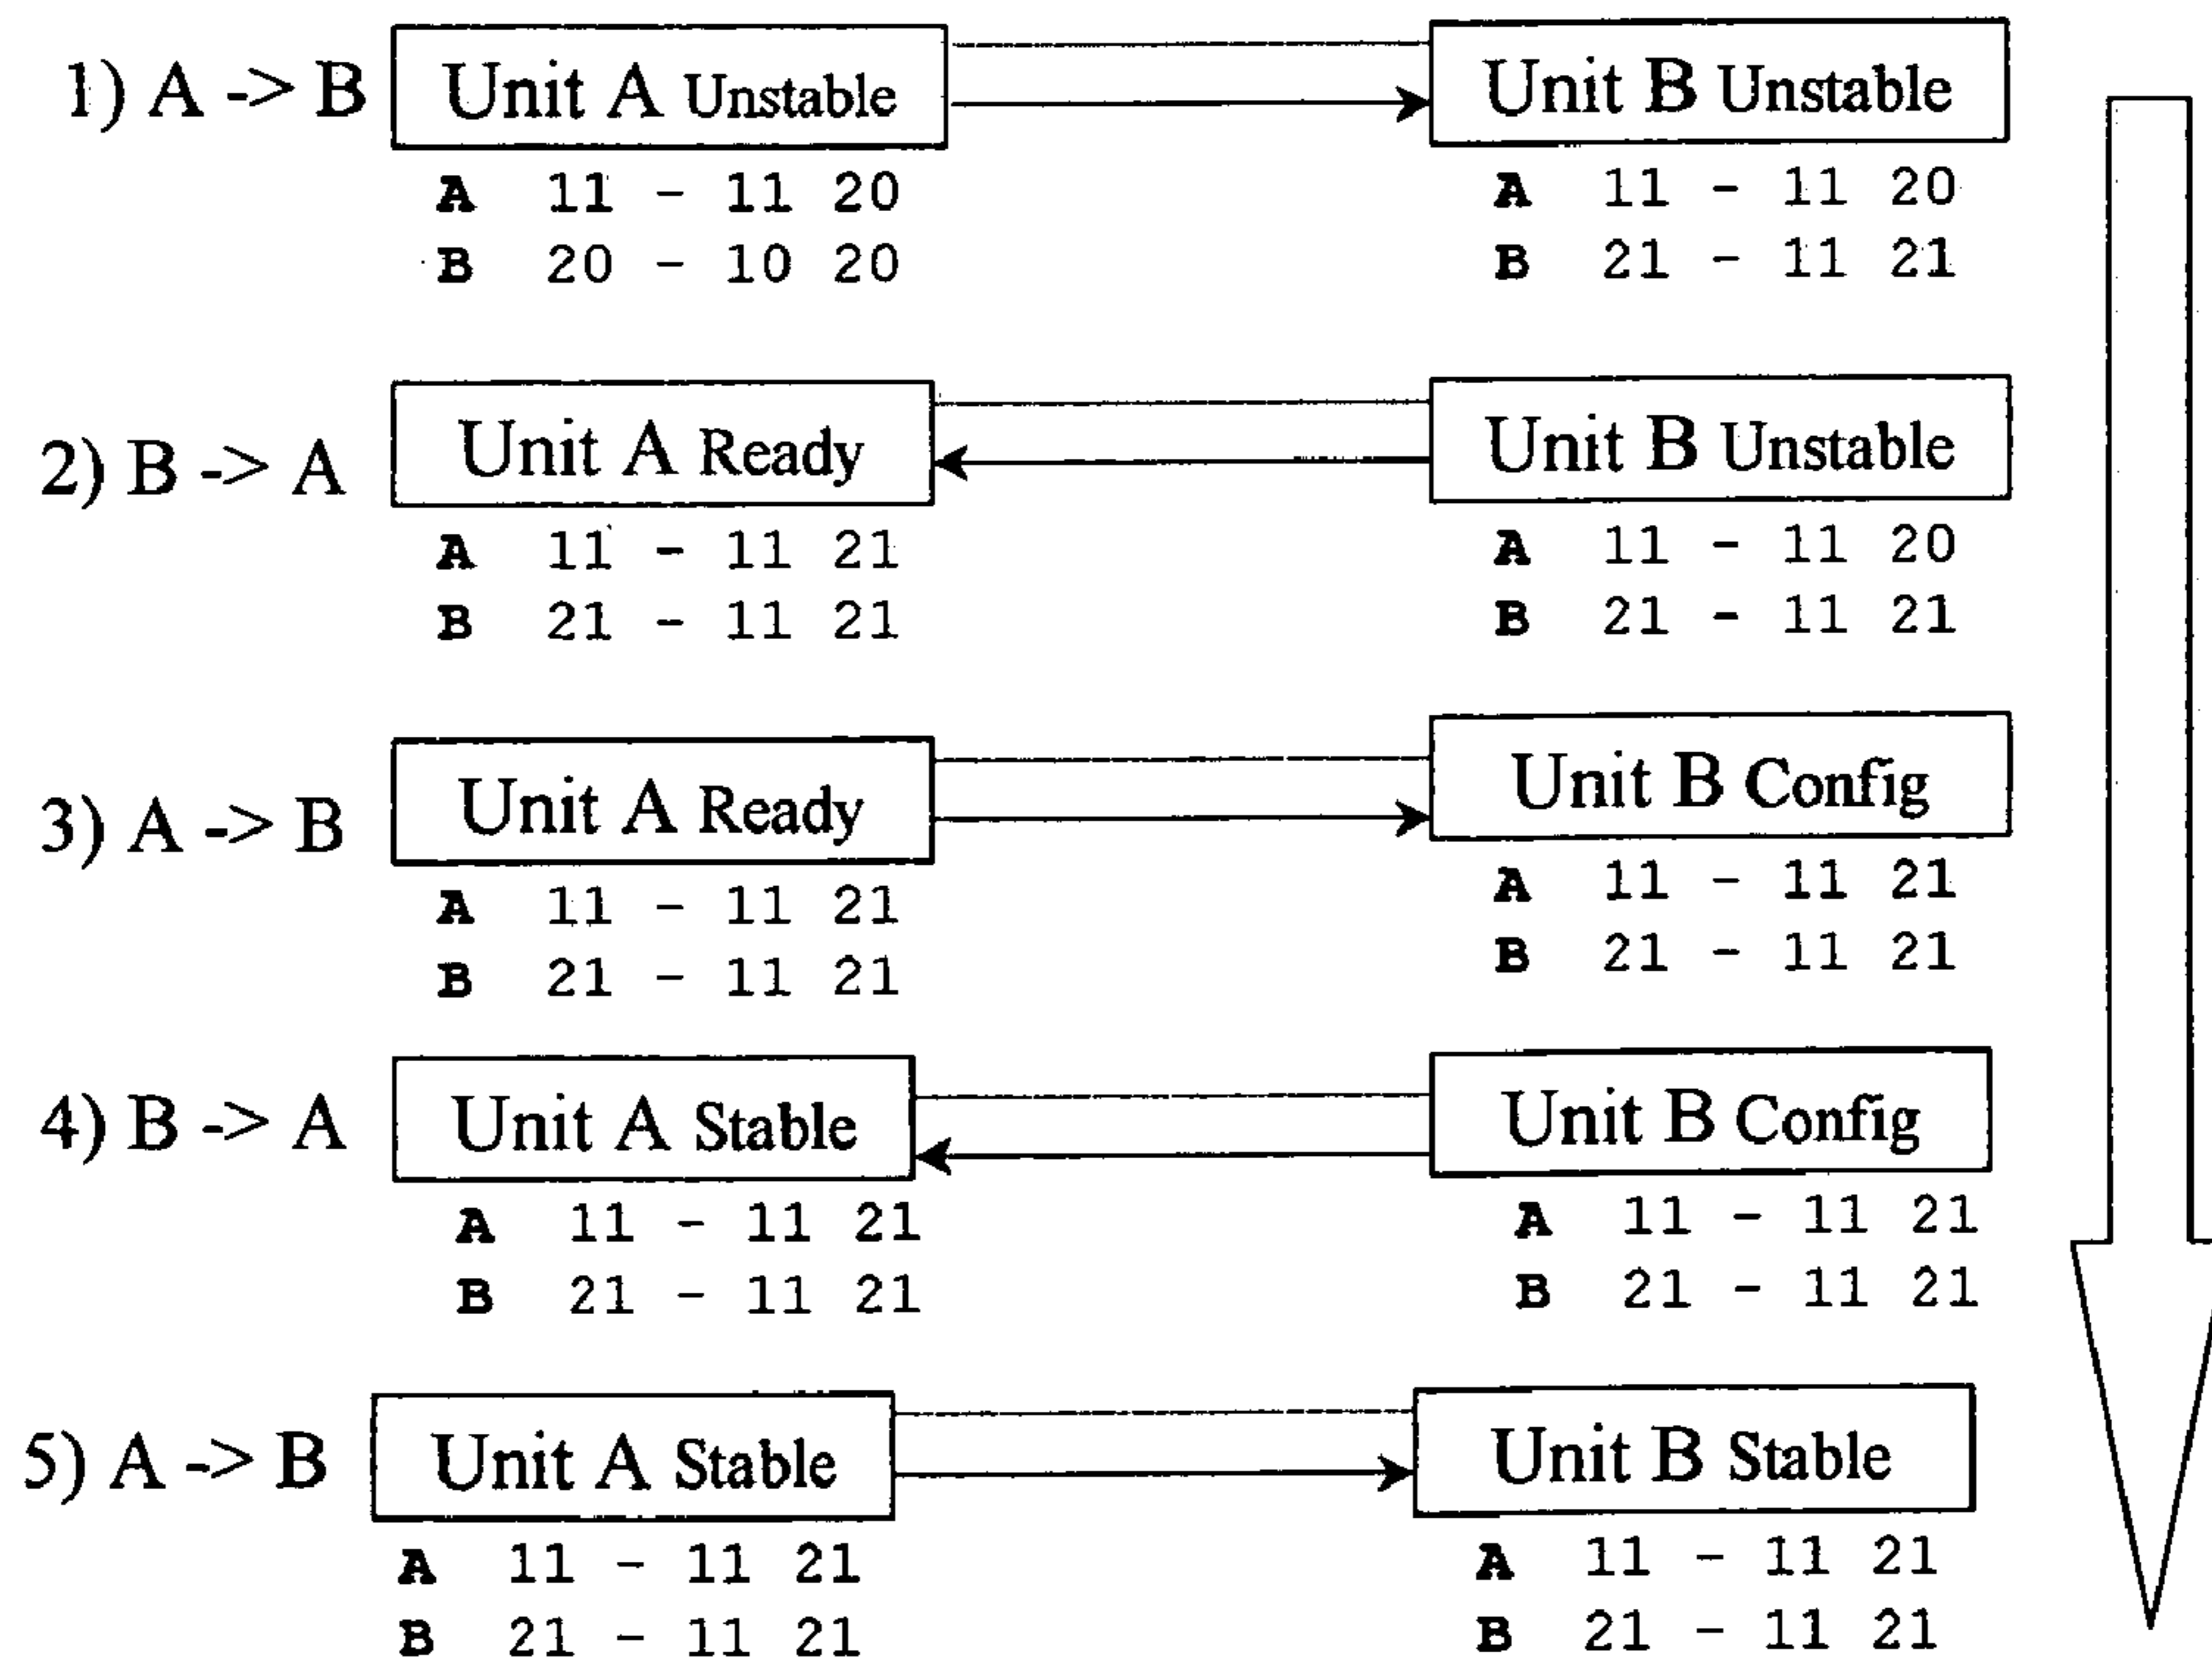 1) A -> B Unit A Unstable Unit B Unstable
A 11 - 11 20 A 11 - 11 20
B 20 - 10 20 B 21 - 11 21
2) B -> A Unit A Ready Unit B Unstable
A 11 - 11 21 A 11 - 11 20
B 21 - 11 21 B 21 - 11 21
3) A -> B Unit A Ready Unit B Config
A 11 - 11 21 A 11 - 11 21
B 21 - 11 21 B 21 - 11 21
4) B -> A Unit A Stable Unit B Config
A 11 - 11 21 A 11 - 11 21
B 21 - 11 21 B 21 - 11 21
5) A -> B Unit A Stable Unit B Stable
A 11 - 11 21 A 11 - 11 21
B 21 - 11 21 B 21 - 11 21